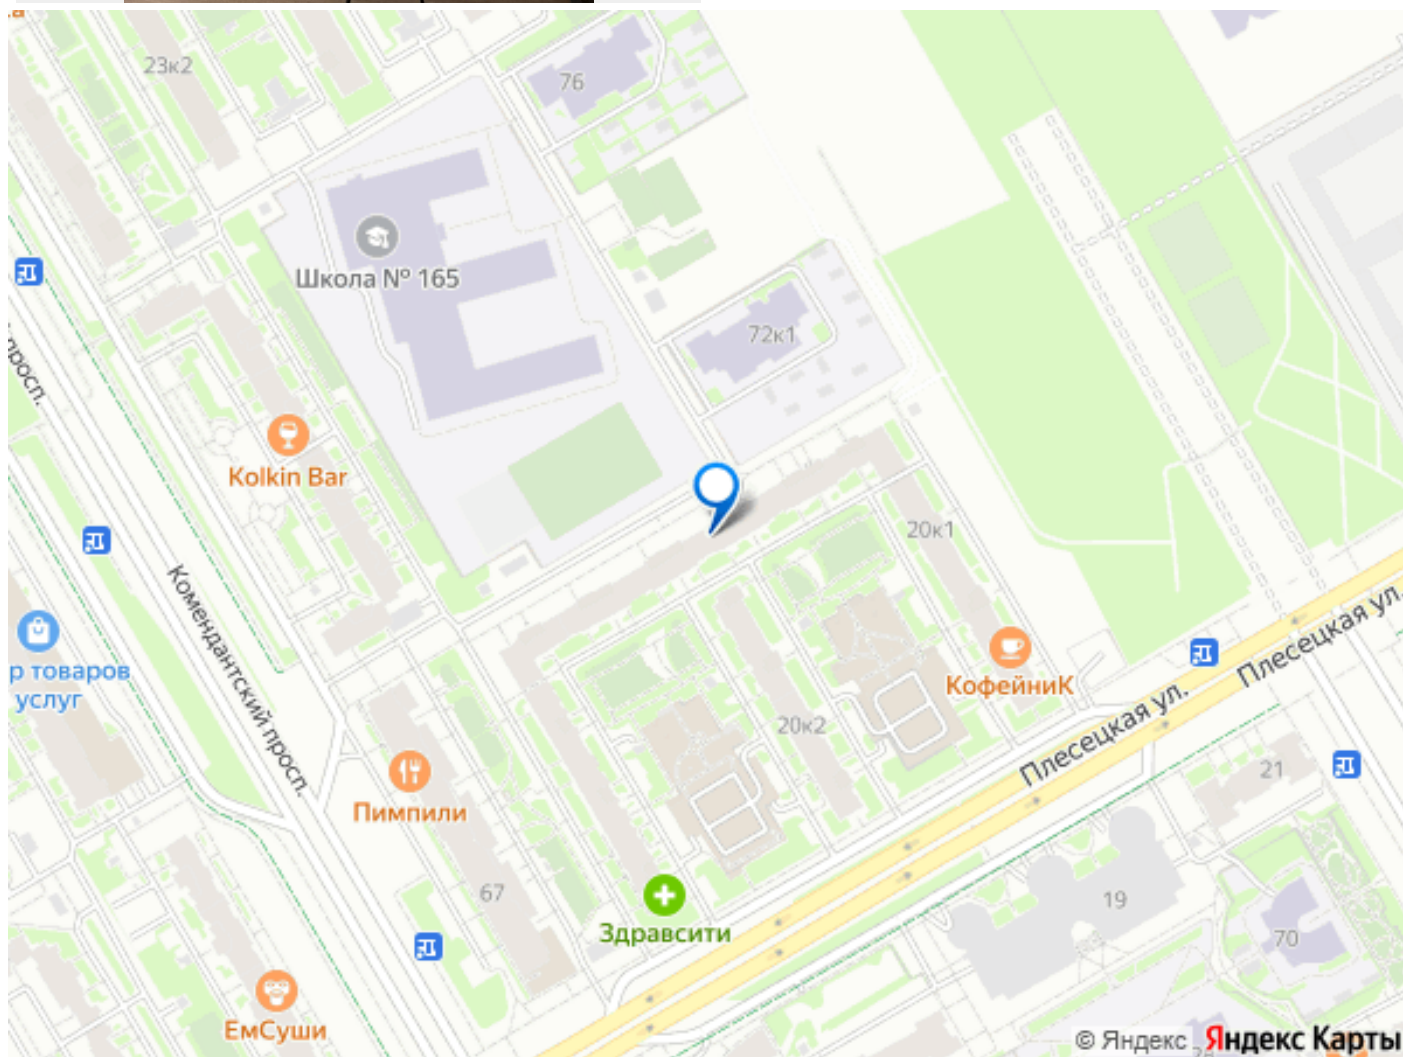 23к2
76
Школа № 165
72к1
просп.
Kolkin Bar
20к1
Комендантский просп.
р товаров
услуг
КофейниК
Плесецкая ул.
Плесецкая ул.
20к2
Пимпили
21
67
19
Здравсити
70
ЕмСуши
© Яндекс Яндекс Карты